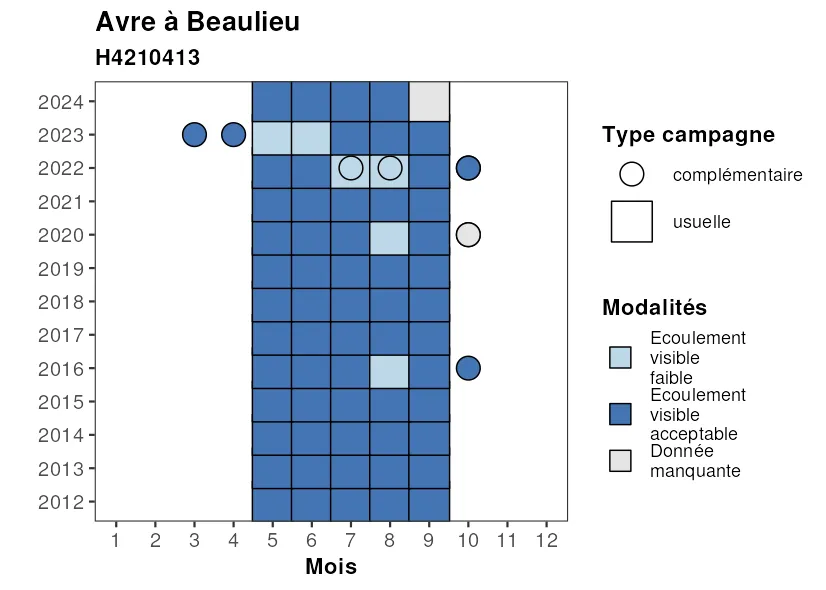 Avre à Beaulieu
H4210413
2024
2023
2022
2021
2020
2019
2018
2017
2016
2015
2014
2013
2012
1 2 3 4 5 6 7 8 9 10 11 12
Mois
Type campagne
complémentaire
usuelle
Modalités
Ecoulement
visible
faible
Ecoulement
visible
acceptable
Donnée
manquante